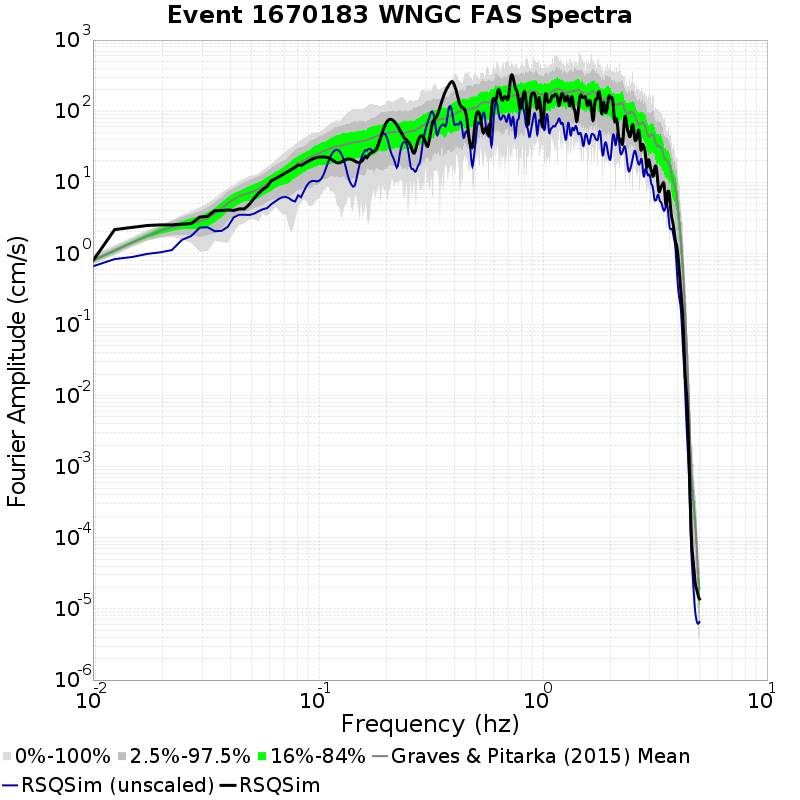 Event 1670183 WNGC FAS Spectra
Fourier Amplitude (cm/s)
10^3
10^2
10^1
10^0
10^-1
10^-2
10^-3
10^-4
10^-5
10^-6
10^-2 10^-1 10^0 10^1
Frequency (hz)
0%-100% 2.5%-97.5% 16%-84% Graves & Pitarka (2015) Mean
RSQSim (unscaled) RSQSim